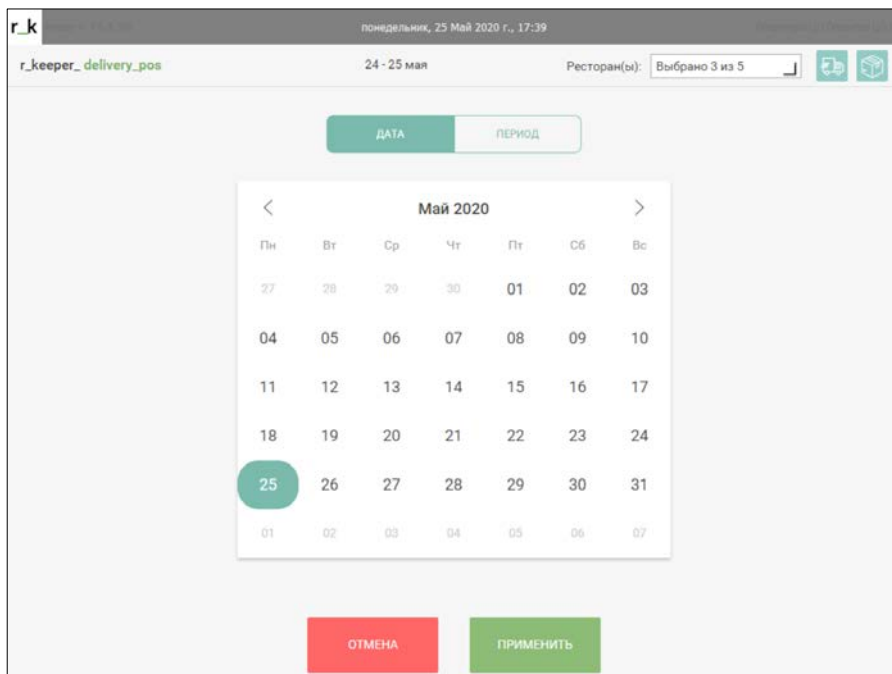 r_k понедельник, 25 Май 2020 г., 17:39
r_keeper_ delivery_pos 24 - 25 мая Ресторан(ы): Выбрано 3 из 5
ДАТА ПЕРИОД
Май 2020
Пн Вт Ср Чт Пт Сб Вс
27 28 29 30 01 02 03
04 05 06 07 08 09 10
11 12 13 14 15 16 17
18 19 20 21 22 23 24
25 26 27 28 29 30 31
01 02 03 04 05 06 07
ОТМЕНА ПРИМЕНИТЬ